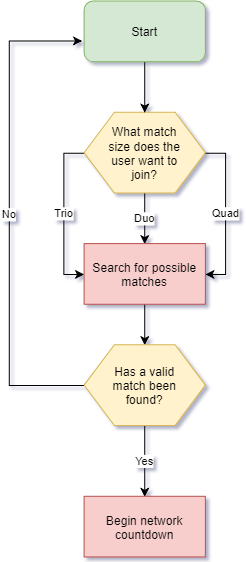 Start
What match
size does the
user want to
join?
No
Trio
Duo
Quad
Search for possible
matches
Has a valid
match been
found?
Yes
Begin network
countdown